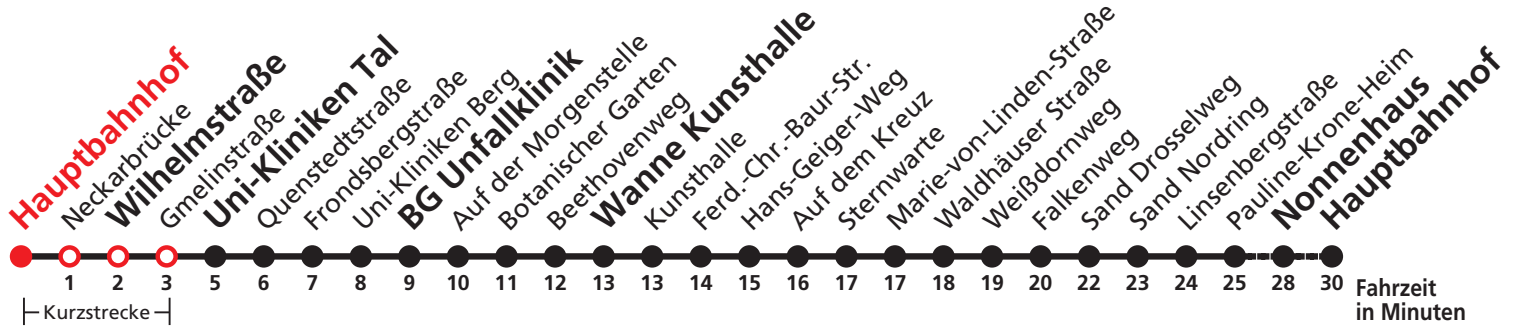 Hauptbahnhof
Neckarbrücke
Wilhelmstraße
Gmelinstraße
Uni-Kliniken Tal
Quenstedtstraße
Frondsbergstraße
Uni-Kliniken Berg
BG Unfallklinik
Auf der Morgenstelle
Botanischer Garten
Beethovenweg
Wanne Kunsthalle
Kunsthalle
Ferd.-Chr.-Baur-Str.
Hans-Geiger-Weg
Auf dem Kreuz
Sternwarte
Marie-von-Linden-Straße
Waldhäuser Straße
Weißdornweg
Falkenweg
Sand Drosselweg
Sand Nordring
Linsenbergstraße
Pauline-Krone-Heim
Nonnenhaus
Hauptbahnhof
1 2 3 5 6 7 8 9 10 11 12 13 13 14 15 16 17 17 18 19 20 22 23 24 25 28 30
Fahrzeit
in Minuten
Kurzstrecke